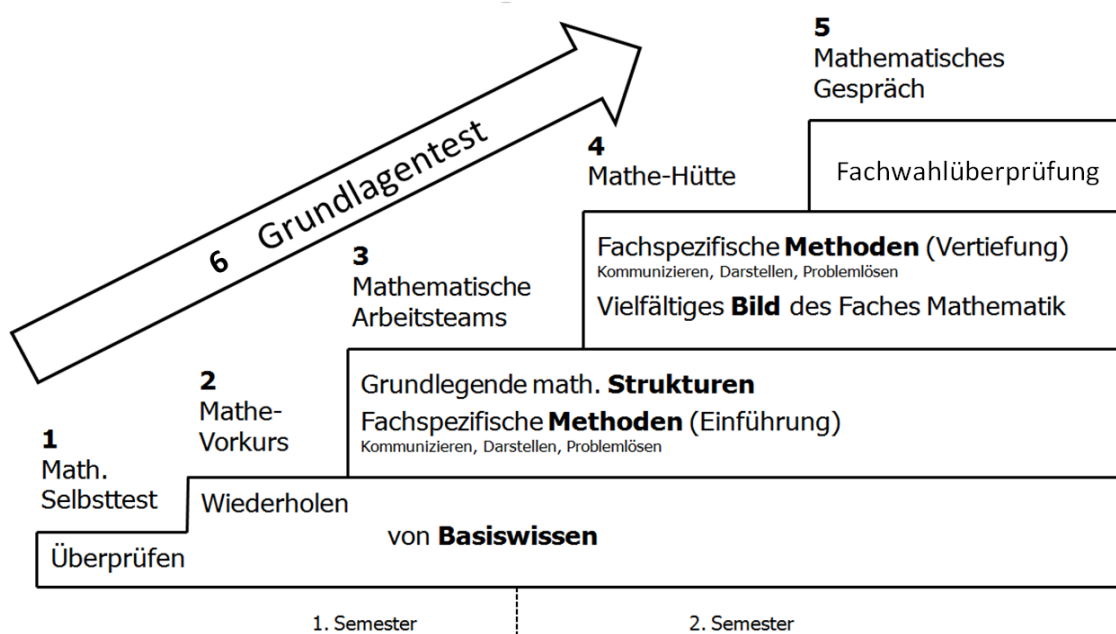 1
Math.
Selbsttest
Überprüfen
2
Mathe-
Vorkurs
Wiederholen
von Basiswissen
3
Mathematische
Arbeitsteams
Grundlegende math. Strukturen
Fachspezifische Methoden (Einführung)
Kommunizieren, Darstellen, Problemlösen
4
Mathe-Hütte
Fachspezifische Methoden (Vertiefung)
Kommunizieren, Darstellen, Problemlösen
Vielfältiges Bild des Faches Mathematik
5
Mathematisches
Gespräch
Fachwahlüberprüfung
6 Grundlagentest
1. Semester
2. Semester